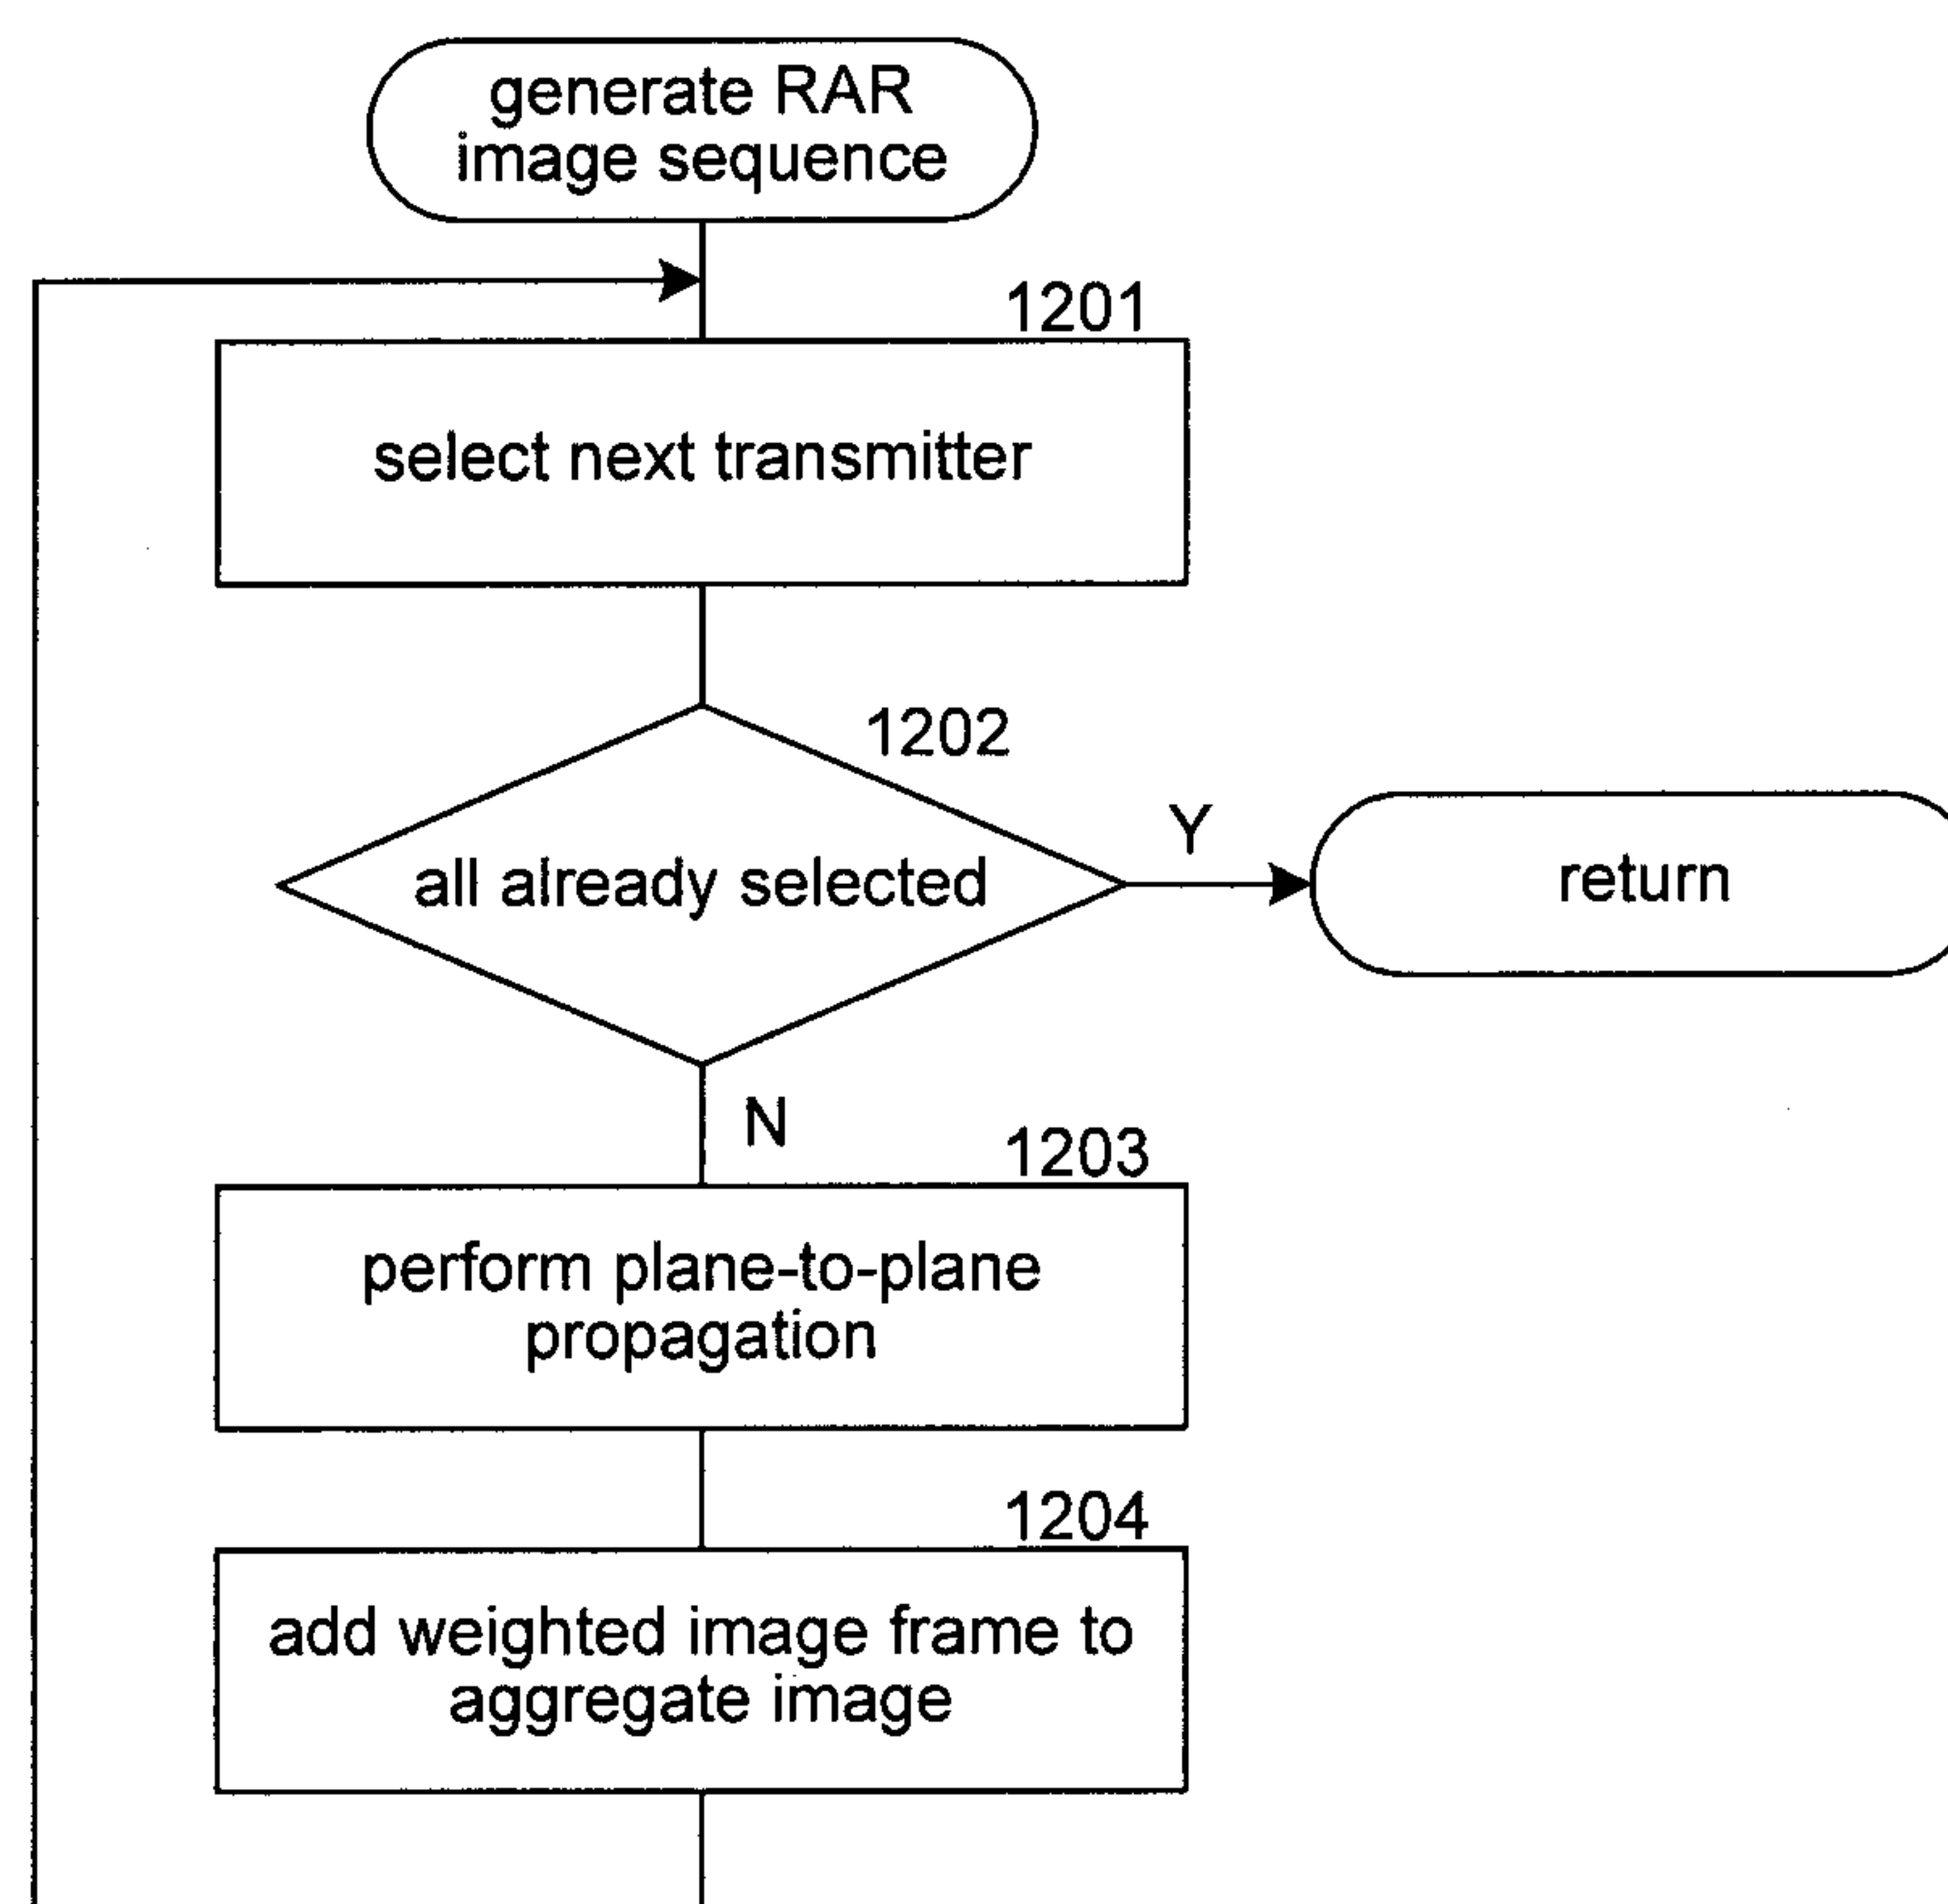 generate RAR
image sequence
1201
select next transmitter
1202
all already selected
Y
return
N
1203
perform plane-to-plane
propagation
1204
add weighted image frame to
aggregate image